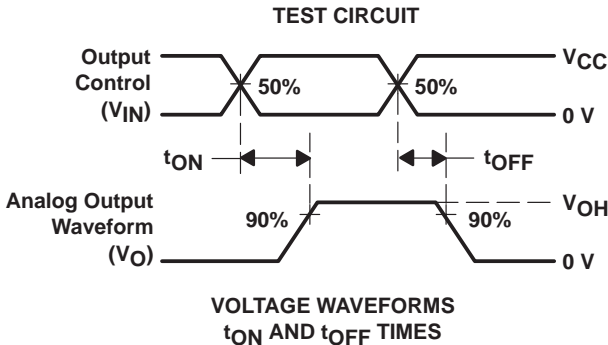 TEST CIRCUIT
Output
Control
(VIN)
VCC
50%
50%
0 V
tON
tOFF
Analog Output
Waveform
(VO)
90%
90%
VOH
0 V
VOLTAGE WAVEFORMS
tON AND tOFF TIMES